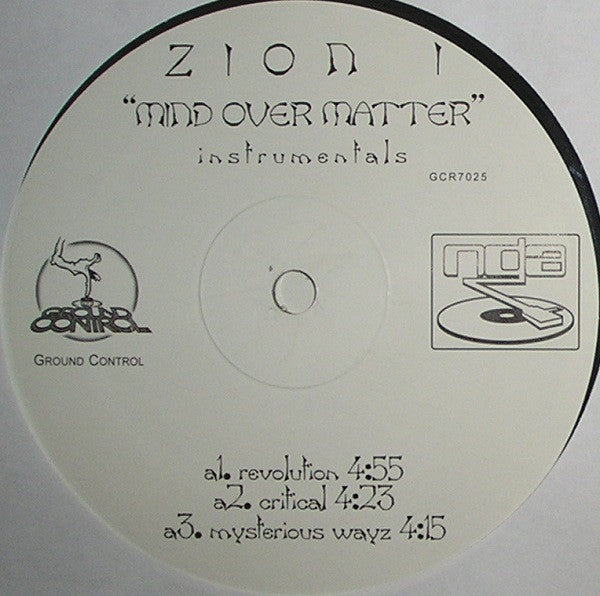 ZION I
"MIND OVER MATTER"
instrumentals
GCR7025
GROUND
CONTROL
GROUND CONTROL
nda
a1. revolution 4:55
a2. critical 4:23
a3. mysterious wayz 4:15